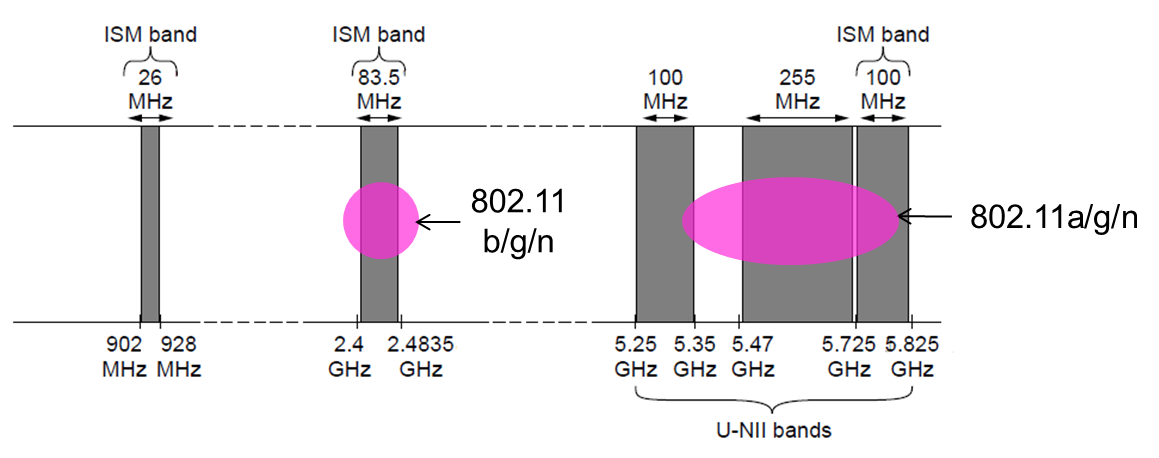 ISM band
ISM band
ISM band
26
MHz
83.5
MHz
100
MHz
255
MHz
100
MHz
802.11
b/g/n
802.11a/g/n
902
MHz
928
MHz
2.4
GHz
2.4835
GHz
5.25
GHz
5.35
GHz
5.47
GHz
5.725
GHz
5.825
GHz
U-NII bands